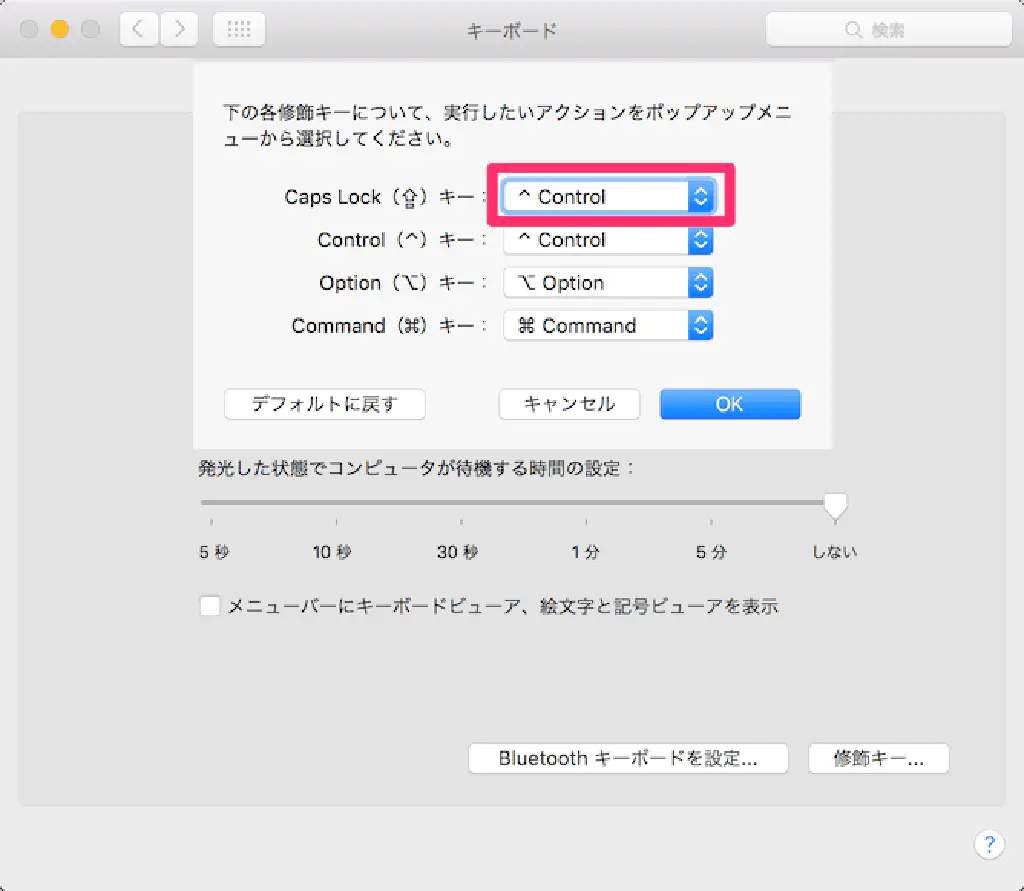 キーボード
検索
下の各修飾キーについて、実行したいアクションをポップアップメニ
ューから選択してください。
Caps Lock（⇪）キー： ^ Control
Control（^）キー： ^ Control
Option（⌥）キー： ⌥ Option
Command（⌘）キー： ⌘ Command
デフォルトに戻す キャンセル OK
発光した状態でコンピュータが待機する時間の設定：
5 秒 10 秒 30 秒 1 分 5 分 しない
メニューバーにキーボードビューア、絵文字と記号ビューアを表示
Bluetooth キーボードを設定... 修飾キー...
?